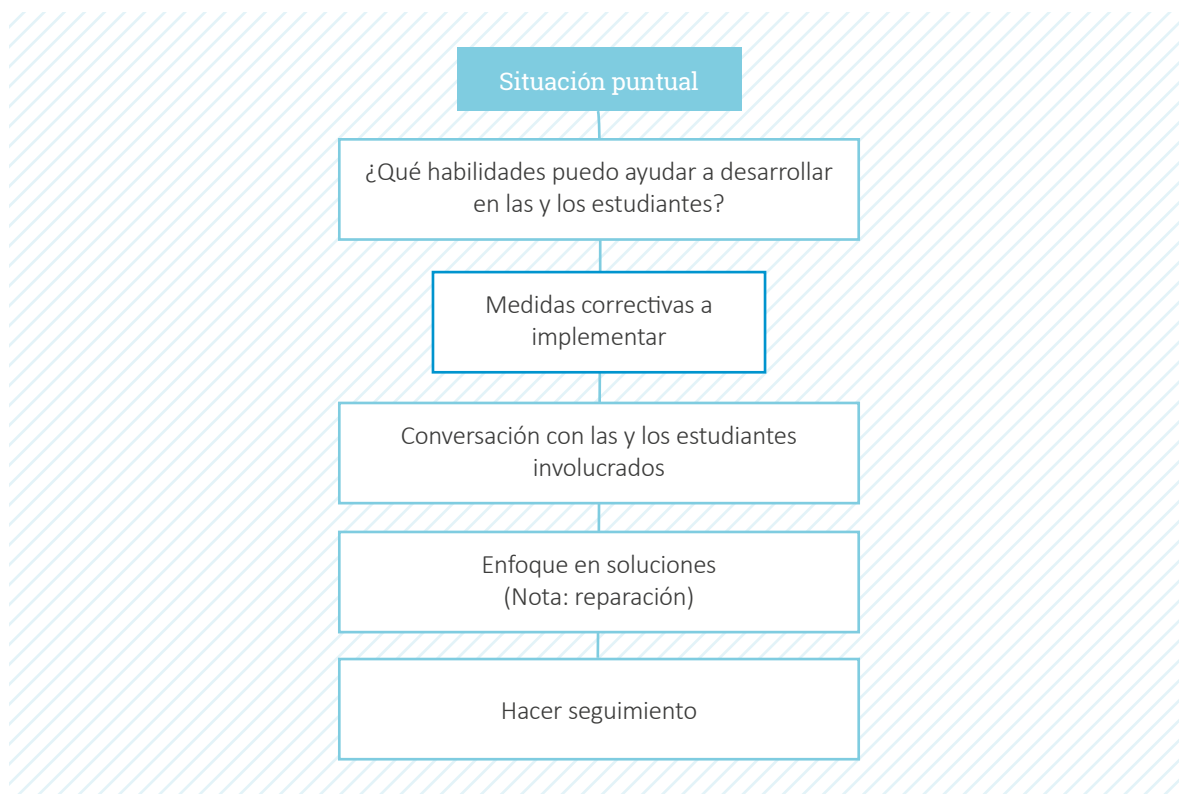 Situación puntual
¿Qué habilidades puedo ayudar a desarrollar
en las y los estudiantes?
Medidas correctivas a
implementar
Conversación con las y los estudiantes
involucrados
Enfoque en soluciones
(Nota: reparación)
Hacer seguimiento